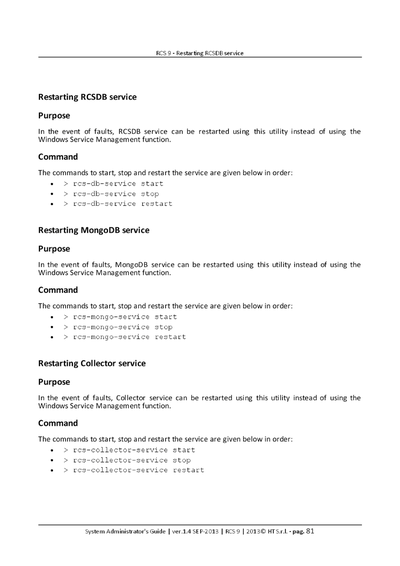 RCS 9 - Restarting RCSDB service
Restarting RCSDB service
Purpose
In the event of faults, RCSDB service can be restarted using this utility instead of using the
Windows Service Management function.
Command
The commands to start, stop and restart the service are given below in order:
• > rcs-db-service start
• > rcs-db-service stop
• > rcs-db-service restart
Restarting MongoDB service
Purpose
In the event of faults, MongoDB service can be restarted using this utility instead of using the
Windows Service Management function.
Command
The commands to start, stop and restart the service are given below in order:
• > rcs-mongo-service start
• > rcs-mongo-service stop
• > rcs-mongo-service restart
Restarting Collector service
Purpose
In the event of faults, Collector service can be restarted using this utility instead of using the
Windows Service Management function.
Command
The commands to start, stop and restart the service are given below in order:
• > rcs-collector-service start
• > rcs-collector-service stop
• > rcs-collector-service restart
System Administrator's Guide | ver.1.4 SEP-2013 | RCS 9 | 2013© HT S.r.l. - pag. 81